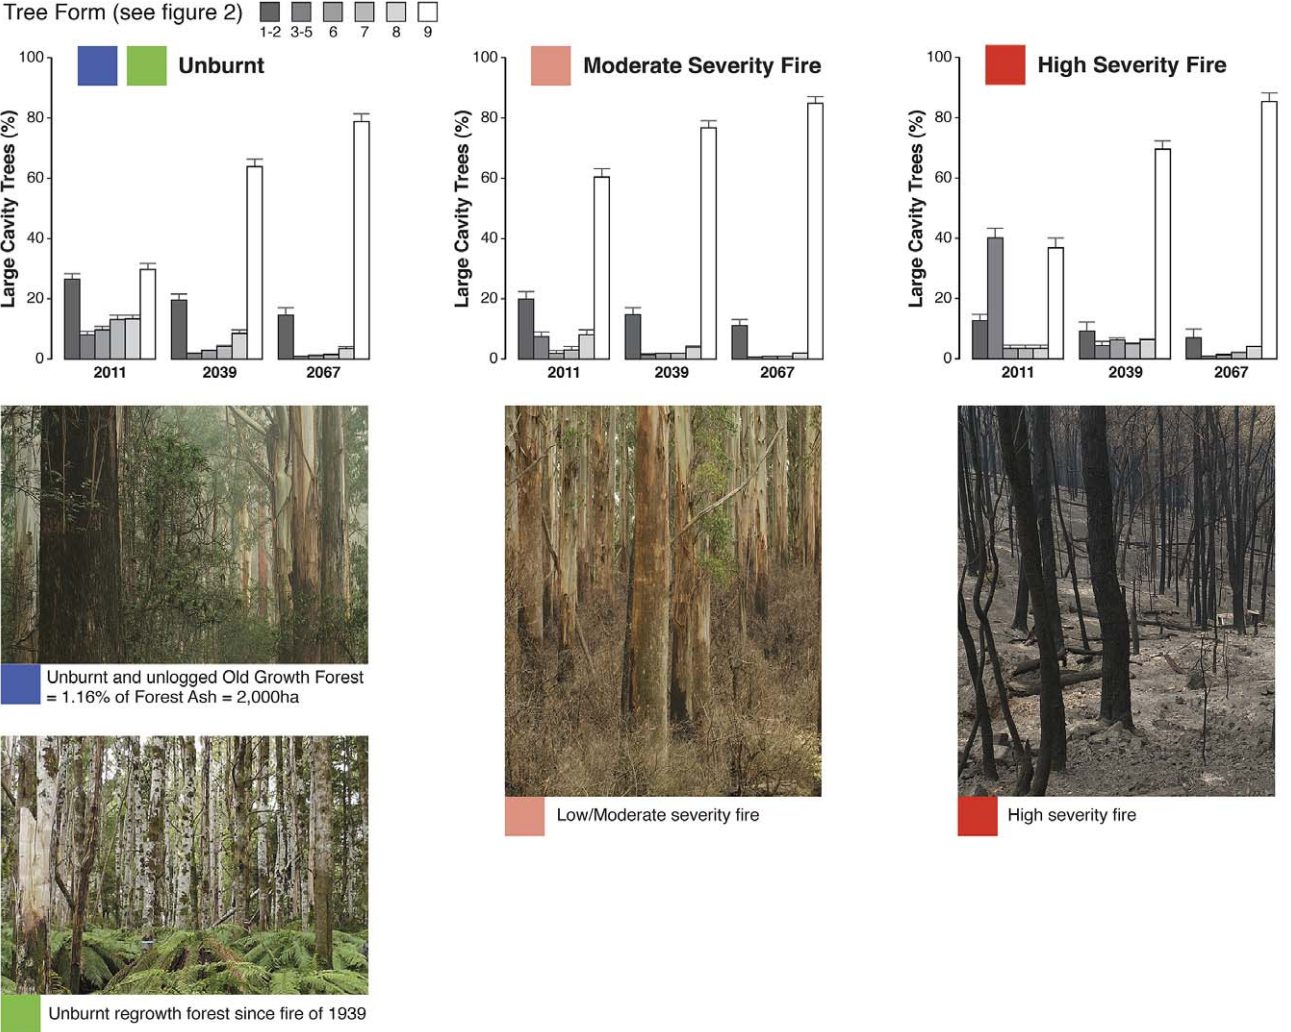 Tree Form (see figure 2)
1-2 3-5 6 7 8 9
Unburnt
Large Cavity Trees (%)
100
80
60
40
20
0
2011 2039 2067
Moderate Severity Fire
Large Cavity Trees (%)
100
80
60
40
20
0
2011 2039 2067
High Severity Fire
Large Cavity Trees (%)
100
80
60
40
20
0
2011 2039 2067
Unburnt and unlogged Old Growth Forest
= 1.16% of Forest Ash = 2,000ha
Low/Moderate severity fire
High severity fire
Unburnt regrowth forest since fire of 1939